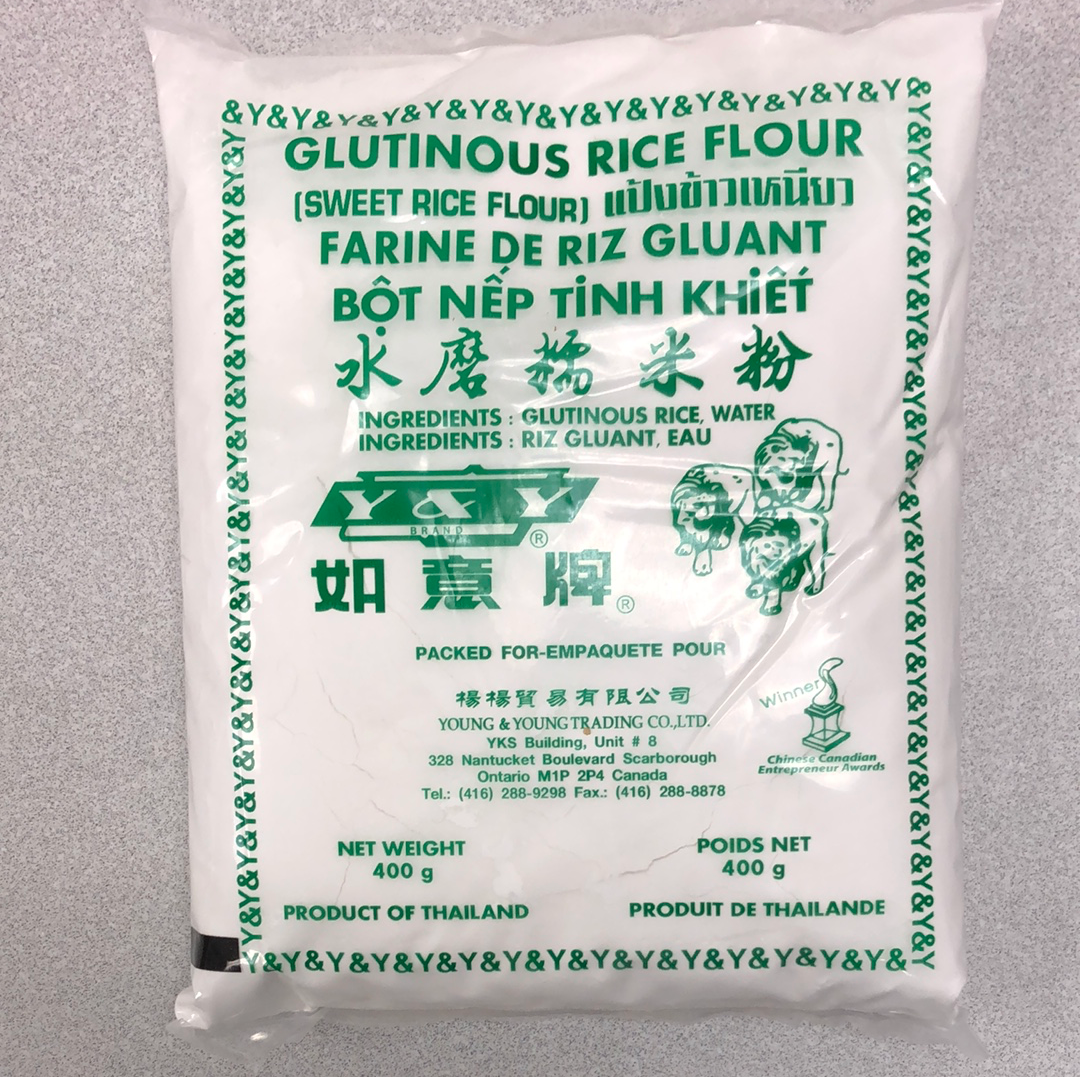 &Y&Y&Y&Y&Y&Y&Y&Y&Y&Y&Y&Y&Y&Y&Y&
GLUTINOUS RICE FLOUR
(SWEET RICE FLOUR) แป้งข้าวเหนียว
FARINE DE RIZ GLUANT
BỘT NẾP TINH KHIẾT
水磨糯米粉
INGREDIENTS : GLUTINOUS RICE, WATER
INGREDIENTS : RIZ GLUANT, EAU
Y & Y
BRAND ®
如意牌 ®
PACKED FOR-EMPAQUETE POUR
楊楊貿易有限公司
YOUNG & YOUNG TRADING CO.,LTD.
YKS Building, Unit # 8
328 Nantucket Boulevard Scarborough
Ontario M1P 2P4 Canada
Tel.: (416) 288-9298 Fax.: (416) 288-8878
Winner
Chinese Canadian
Entrepreneur Awards
NET WEIGHT
400 g
POIDS NET
400 g
PRODUCT OF THAILAND
PRODUIT DE THAILANDE
Y&Y&Y&Y&Y&Y&Y&Y&Y&Y&Y&Y&Y&Y&Y&